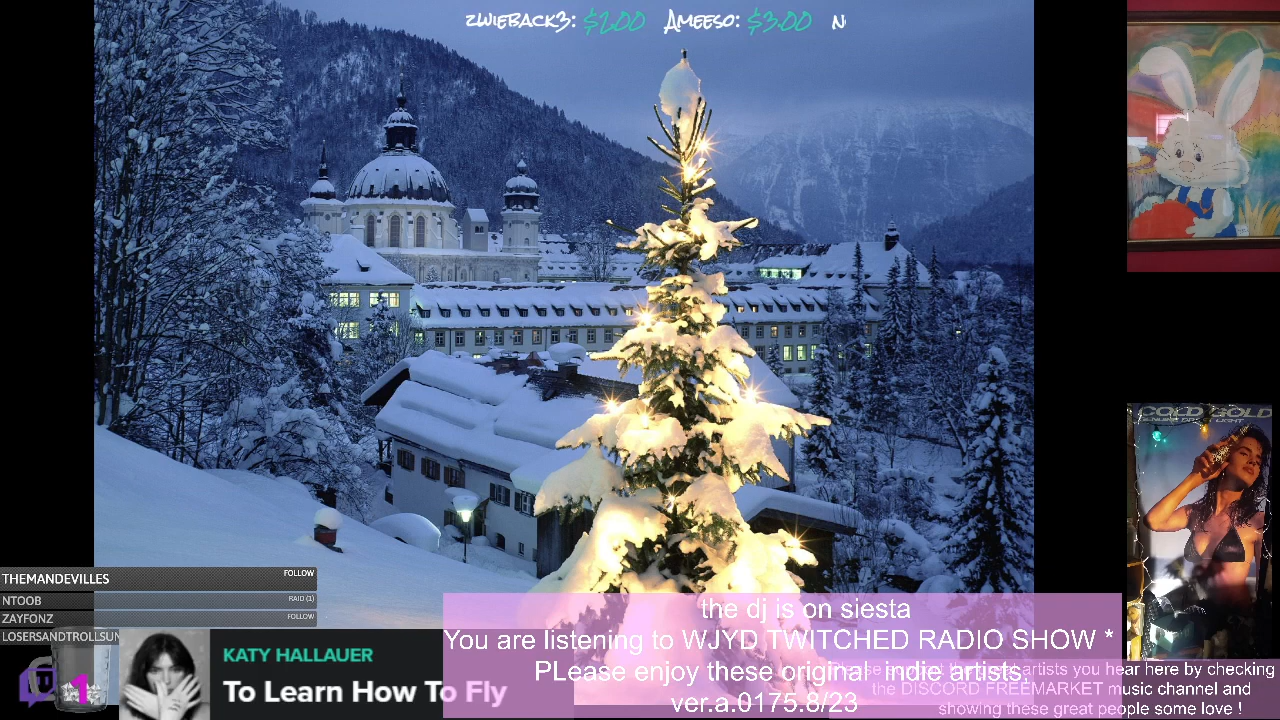 zwieback3: $2.00 Ameeso: $3.00 N
COLD GOLD
THEMANDEVILLES FOLLOW
NTOOB RAID (1)
ZAYFONZ FOLLOW
LOSERSANDTROLLSUN
1
KATY HALLAUER
To Learn How To Fly
the dj is on siesta
You are listening to WJYD TWITCHED RADIO SHOW *
PLease enjoy these original indie artists,
ver.a.0175.8/23
artists you hear here by checking
the DISCORD FREEMARKET music channel and
showing these great people some love !